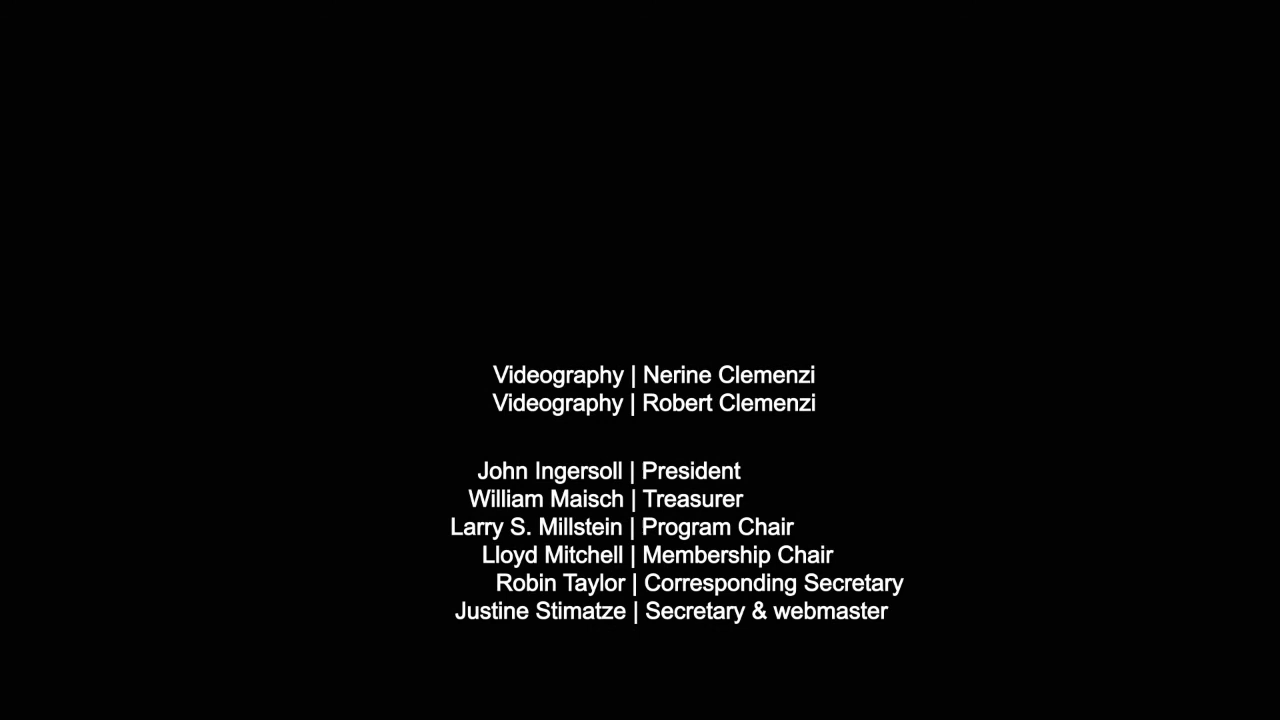 Videography | Nerine Clemenzi
Videography | Robert Clemenzi
John Ingersoll | President
William Maisch | Treasurer
Larry S. Millstein | Program Chair
Lloyd Mitchell | Membership Chair
Robin Taylor | Corresponding Secretary
Justine Stimatze | Secretary & webmaster